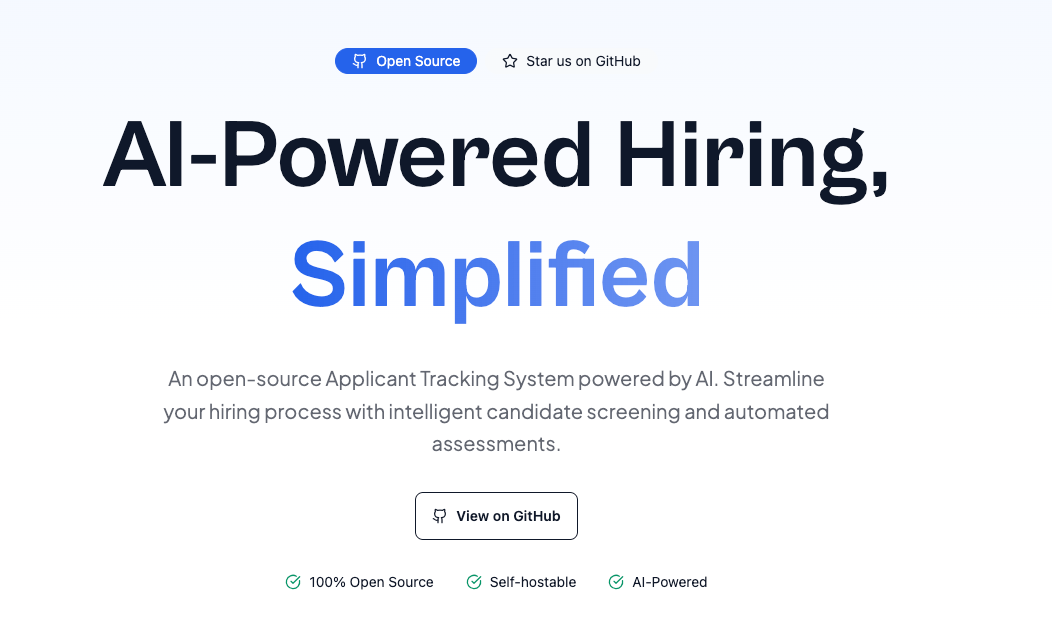 Open Source
Star us on GitHub
AI-Powered Hiring,
Simplified
An open-source Applicant Tracking System powered by AI. Streamline
your hiring process with intelligent candidate screening and automated
assessments.
View on GitHub
100% Open Source
Self-hostable
AI-Powered